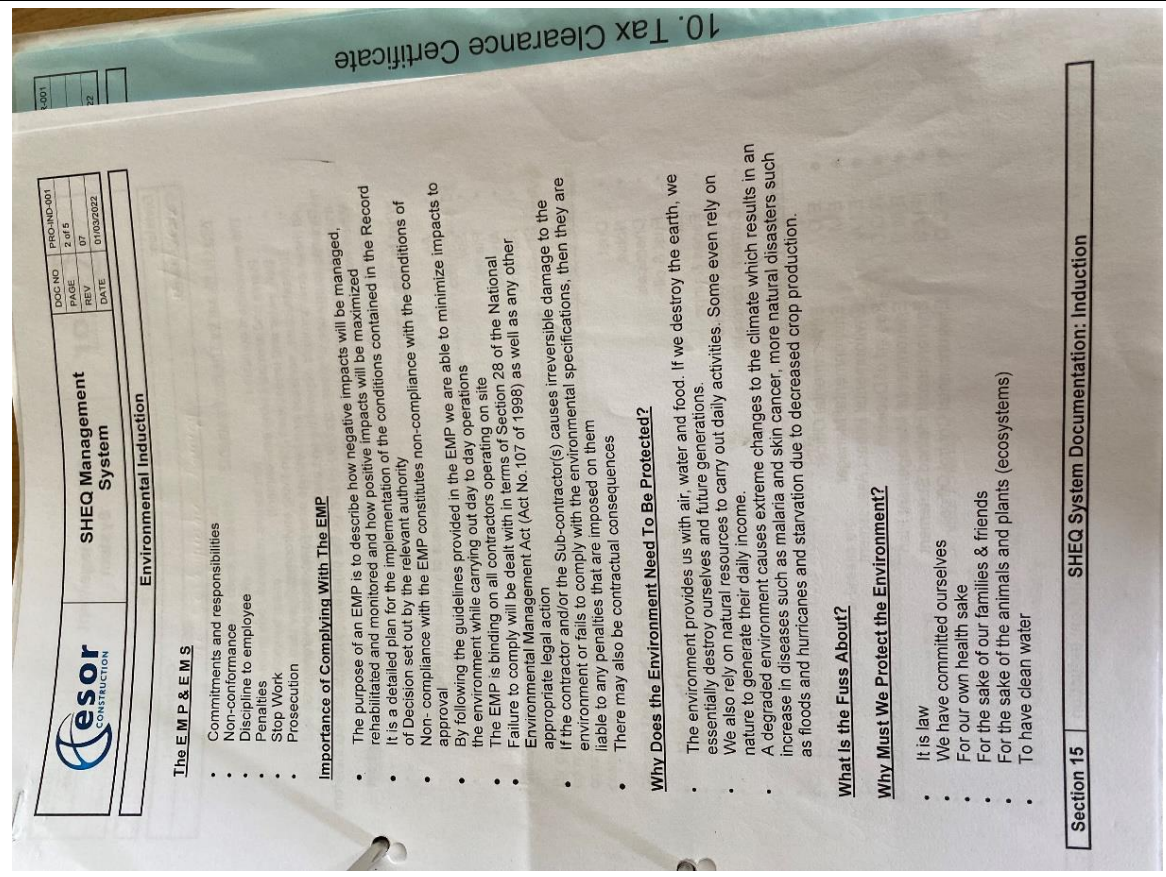 esor
CONSTRUCTION
SHEQ Management
System
DOC NO PRO-IND-001
PAGE 2 of 5
REV 07
DATE 01/03/2022
Environmental Induction
The E M P & E M S
• Commitments and responsibilities
• Non-conformance
• Discipline to employee
• Penalties
• Stop Work
• Prosecution
Importance of Complying With The EMP
• The purpose of an EMP is to describe how negative impacts will be managed,
rehabilitated and monitored and how positive impacts will be maximized
• It is a detailed plan for the implementation of the conditions contained in the Record
of Decision set out by the relevant authority
• Non- compliance with the EMP constitutes non-compliance with the conditions of
approval
• By following the guidelines provided in the EMP we are able to minimize impacts to
the environment while carrying out day to day operations
• The EMP is binding on all contractors operating on site
• Failure to comply will be dealt with in terms of Section 28 of the National
Environmental Management Act (Act No.107 of 1998) as well as any other
appropriate legal action
• If the contractor and/or the Sub-contractor(s) causes irreversible damage to the
environment or fails to comply with the environmental specifications, then they are
liable to any penalties that are imposed on them
• There may also be contractual consequences
Why Does the Environment Need To Be Protected?
• The environment provides us with air, water and food. If we destroy the earth, we
essentially destroy ourselves and future generations.
• We also rely on natural resources to carry out daily activities. Some even rely on
nature to generate their daily income.
• A degraded environment causes extreme changes to the climate which results in an
increase in diseases such as malaria and skin cancer, more natural disasters such
as floods and hurricanes and starvation due to decreased crop production.
What Is the Fuss About?
Why Must We Protect the Environment?
• It is law
• We have committed ourselves
• For our own health sake
• For the sake of our families & friends
• For the sake of the animals and plants (ecosystems)
• To have clean water
Section 15 SHEQ System Documentation: Induction
10. Tax Clearance Certificate